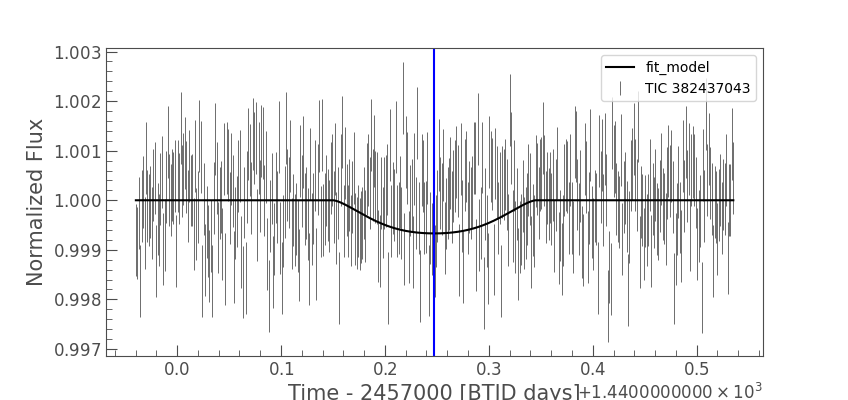 1.003
1.002
1.001
1.000
0.999
0.998
0.997
Normalized Flux
fit_model
TIC 382437043
0.0 0.1 0.2 0.3 0.4 0.5
Time - 2457000 [BTJD days]
+1.4400000000 × 10³